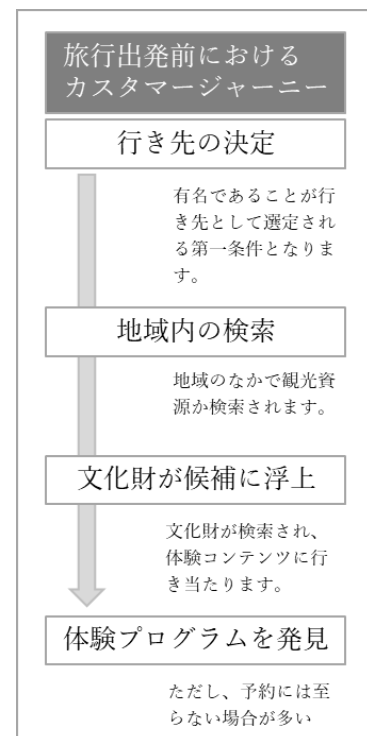 旅行出発前における
カスタマージャーニー
行き先の決定
有名であることが行
き先として選定され
る第一条件となりま
す。
地域内の検索
地域のなかで観光資
源か検索されます。
文化財が候補に浮上
文化財が検索され、
体験コンテンツに行
き当たります。
体験プログラムを発見
ただし、予約には至
らない場合が多い